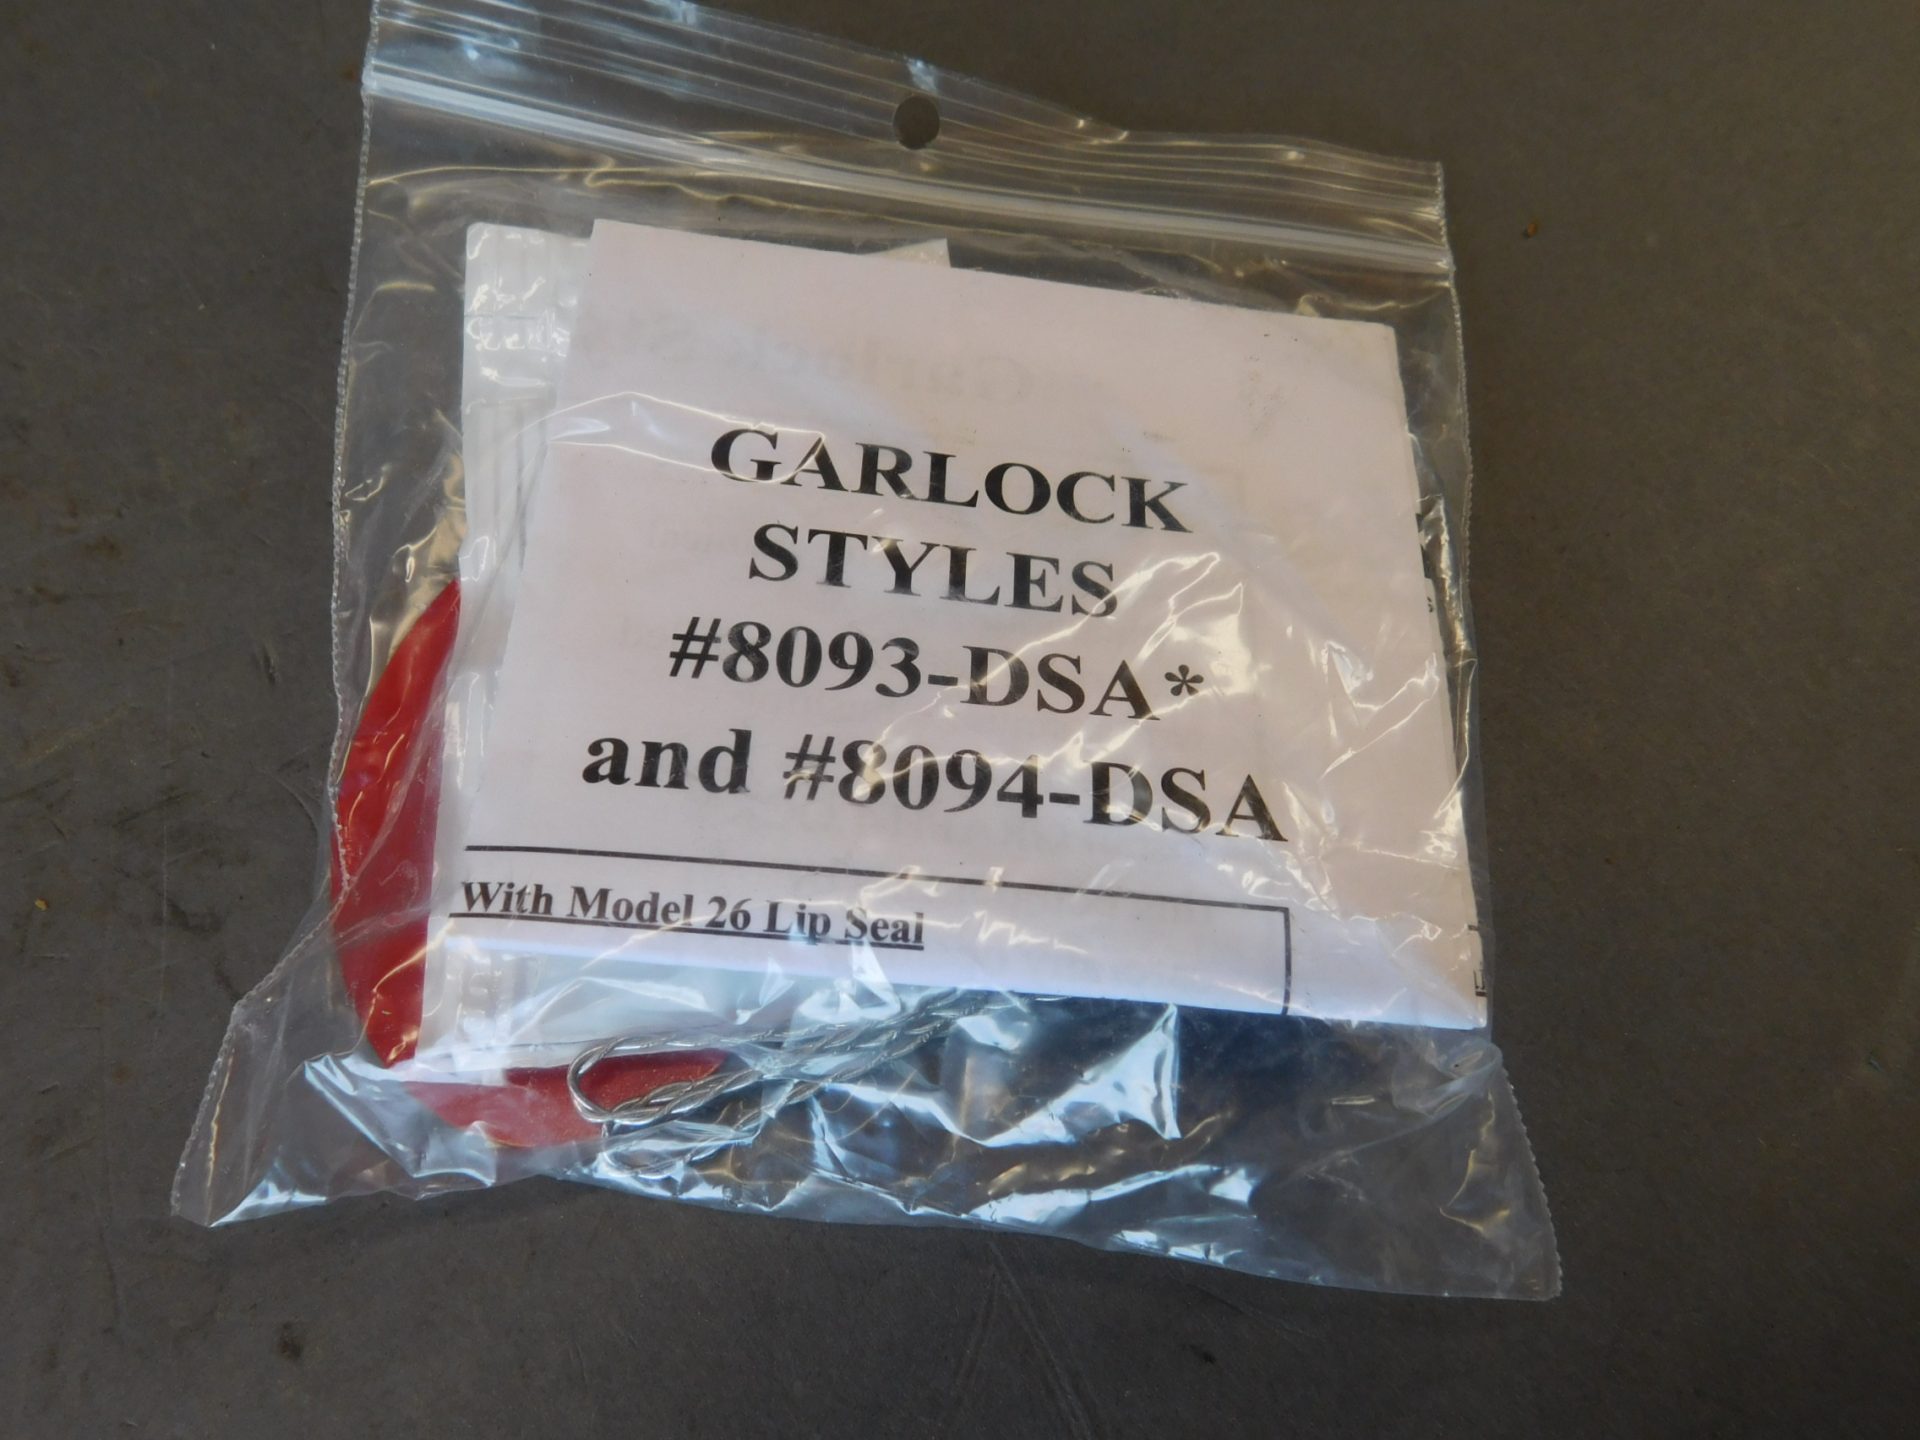 GARLOCK
STYLES
#8093-DSA*
and #8094-DSA
With Model 26 Lip Seal